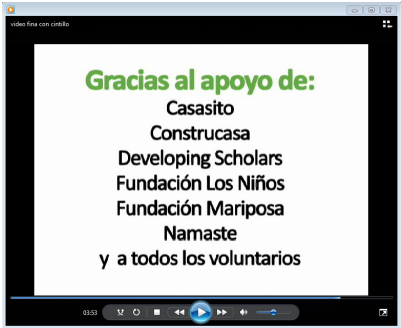 video fina con cintillo
Gracias al apoyo de:
Casasito
Construcasa
Developing Scholars
Fundación Los Niños
Fundación Mariposa
Namaste
y a todos los voluntarios
03:53